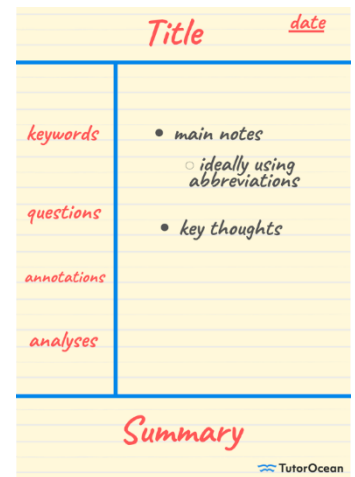 Title
date
keywords
questions
annotations
analyses
• main notes
○ ideally using
abbreviations
• key thoughts
Summary
TutorOcean